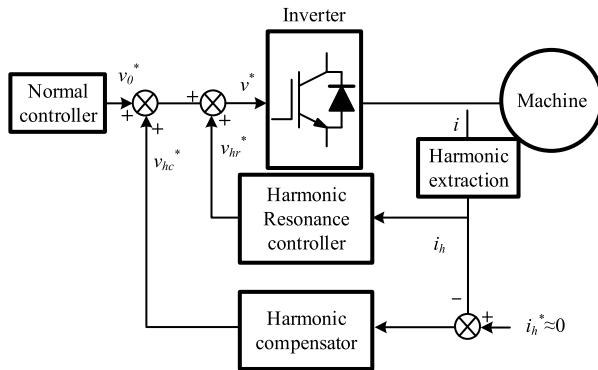 Inverter
v0* v*
Normal
controller
+ + + +
vhc* vhr*
Machine
i
Harmonic
extraction
Harmonic
Resonance
controller
ih
− +
ih*≈0
Harmonic
compensator